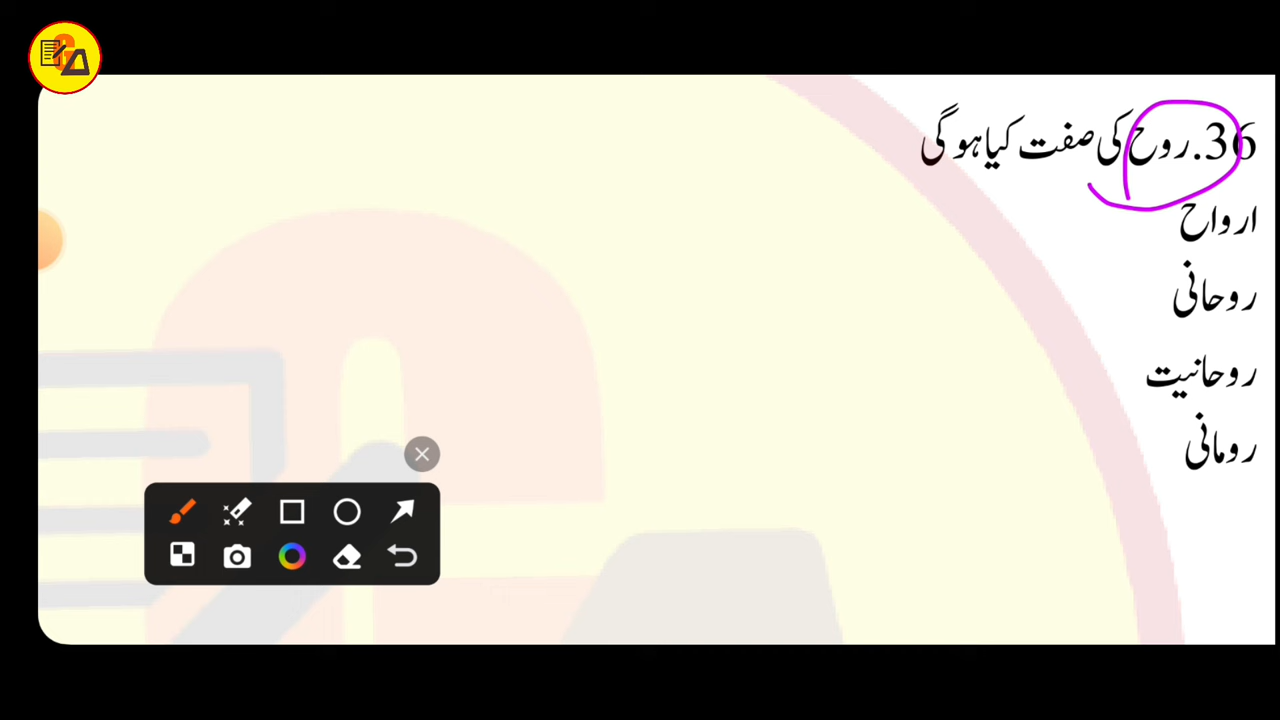 36.روح کی صفت کیا ہو گی
ارواح
روحانی
روحانیت
رومانی